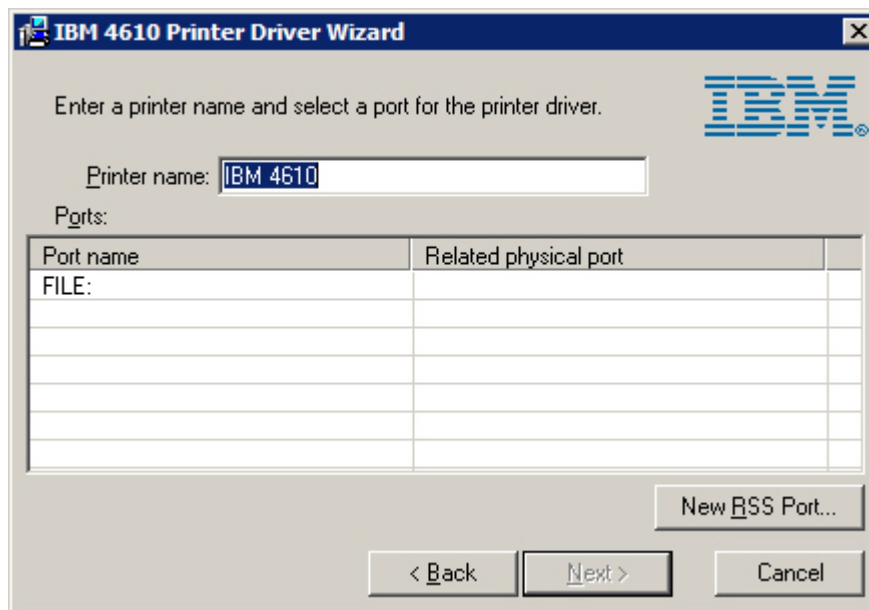 IBM 4610 Printer Driver Wizard
Enter a printer name and select a port for the printer driver.
IBM®
Printer name: IBM 4610
Ports:
Port name Related physical port
FILE:
New RSS Port...
< Back Next > Cancel